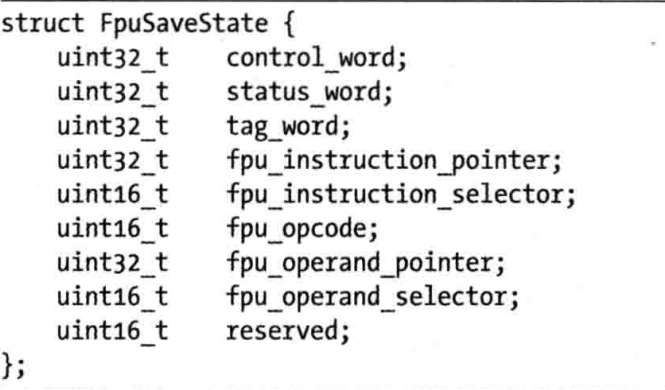 struct FpuSaveState {
    uint32_t    control_word;
    uint32_t    status_word;
    uint32_t    tag_word;
    uint32_t    fpu_instruction_pointer;
    uint16_t    fpu_instruction_selector;
    uint16_t    fpu_opcode;
    uint32_t    fpu_operand_pointer;
    uint16_t    fpu_operand_selector;
    uint16_t    reserved;
};